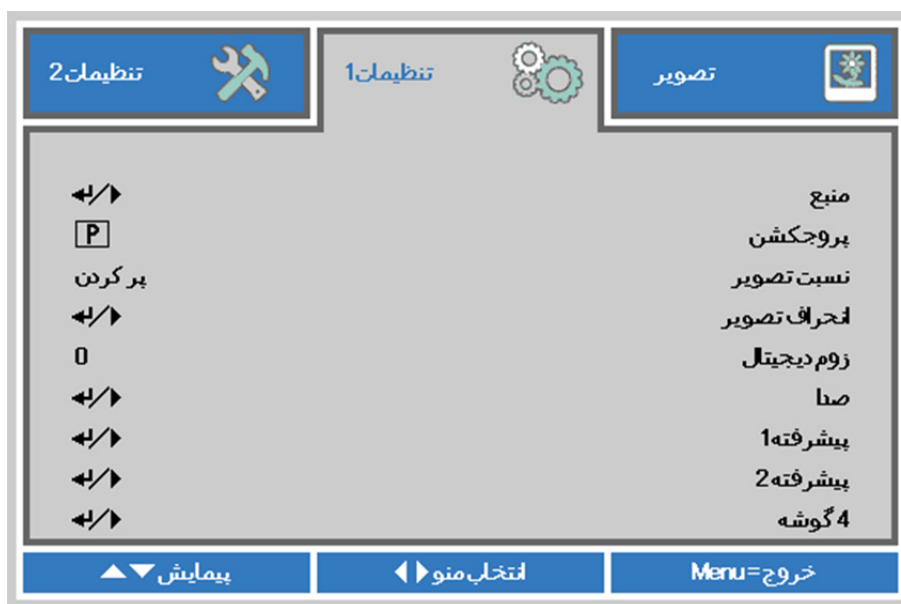 تصویر
تنظیمات1
تنظیمات2
منبع
پروجکشن P
نسبت تصویر پر کردن
انحراف تصویر
زوم دیجیتال 0
صدا
پیشرفته1
پیشرفته2
4 گوشه
خروج=Menu
انتخاب منو
پیمایش